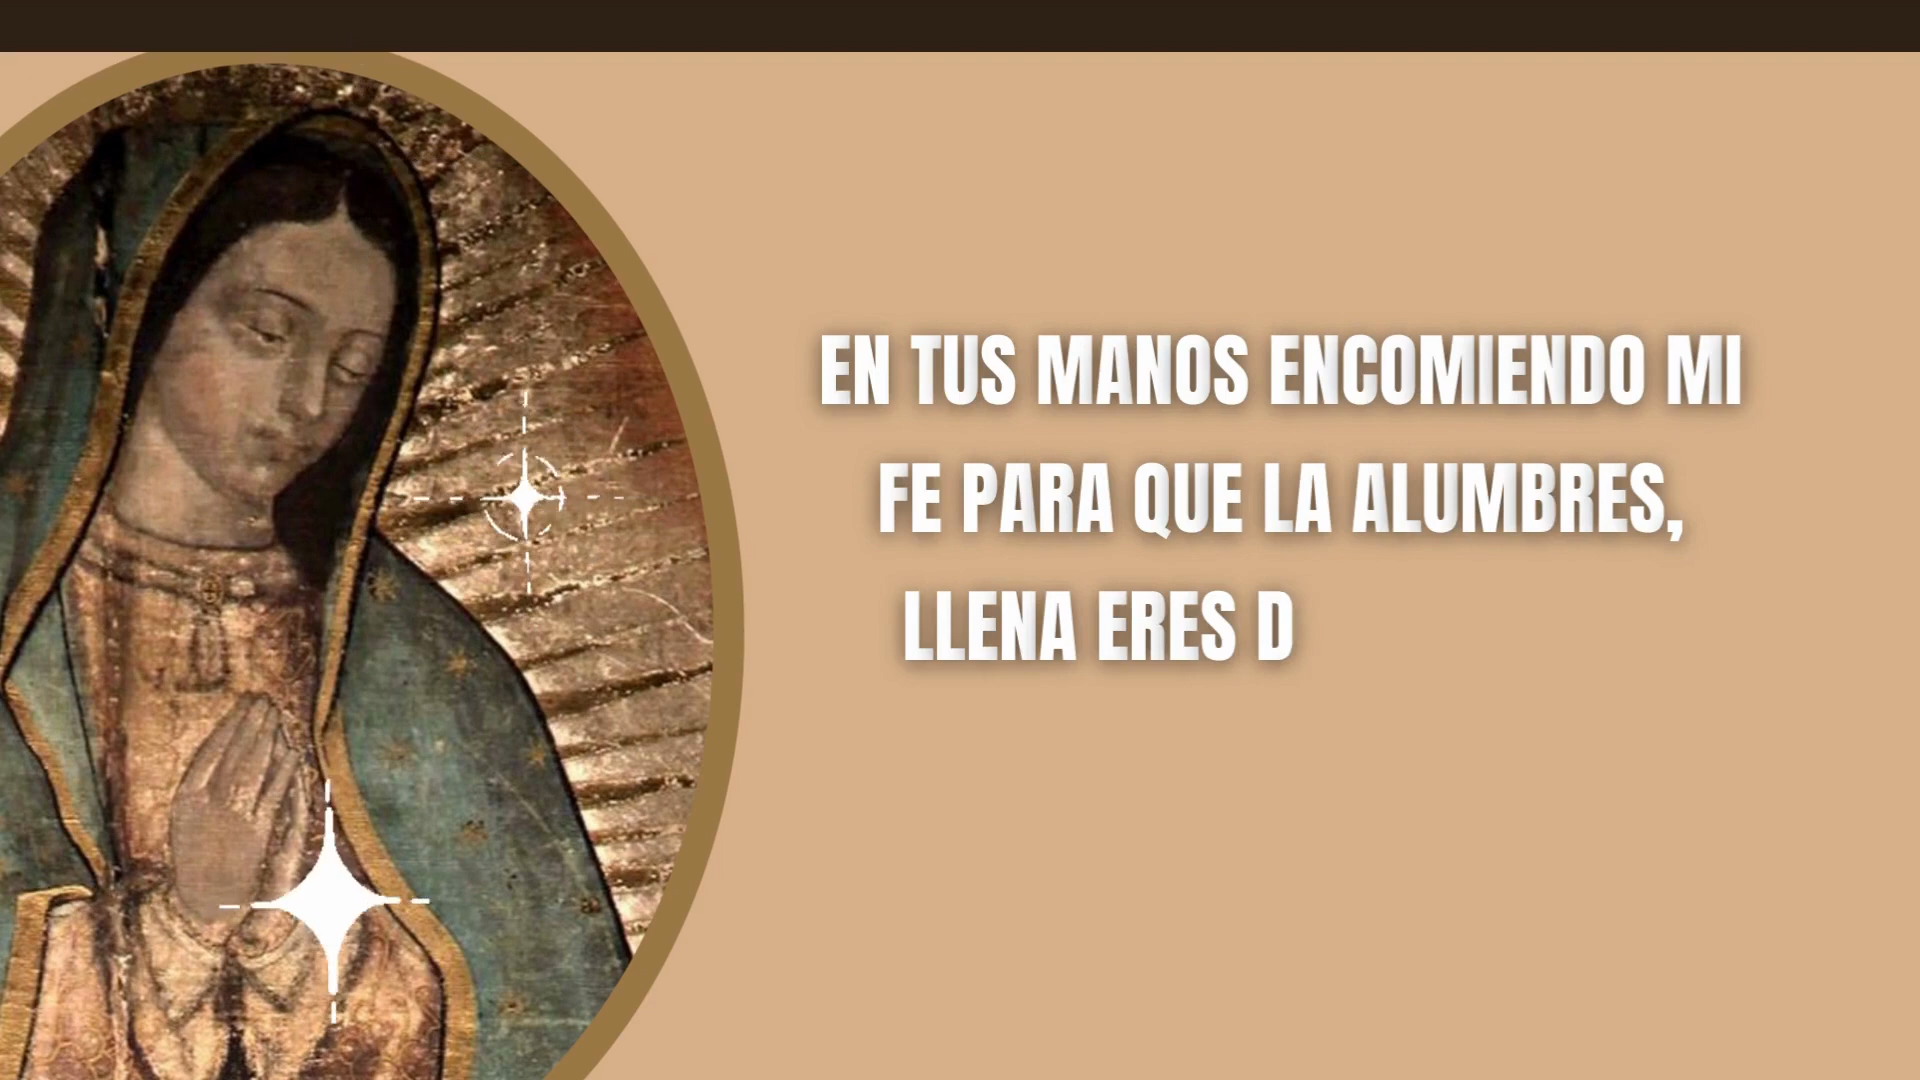 EN TUS MANOS ENCOMIENDO MI
FE PARA QUE LA ALUMBRES,
LLENA ERES D